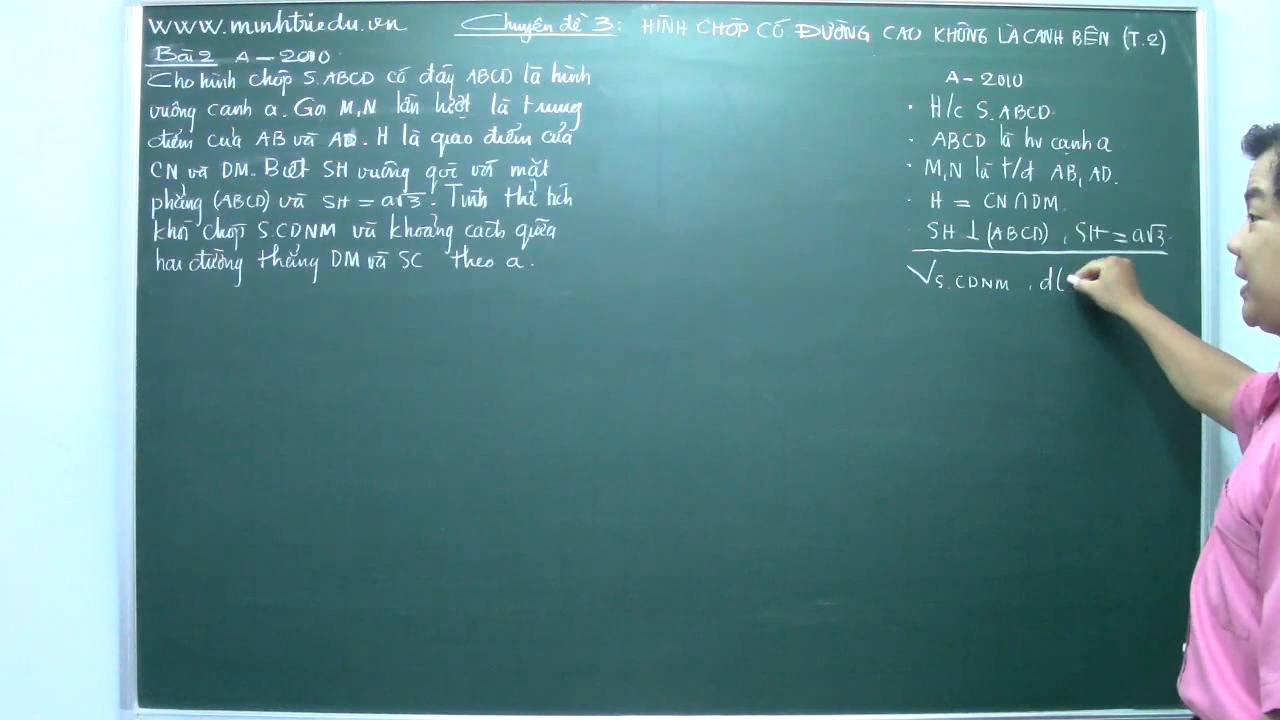 www.minhtriedu.vn
Chuyên đề 3: HÌNH CHÓP CÓ ĐƯỜNG CAO KHÔNG LÀ CẠNH BÊN (T.2)
Bài 2 A - 2010
Cho hình chóp S.ABCD có đáy ABCD là hình
vuông cạnh a. Gọi M,N lần lượt là trung
điểm của AB và AD. H là giao điểm của
CN và DM. Biết SH vuông góc với mặt
phẳng (ABCD) và SH = a√3. Tính thể tích
khối chóp S.CDNM và khoảng cách giữa
hai đường thẳng DM và SC theo a.
A - 2010
· H/c S.ABCD
· ABCD là hv cạnh a
· M,N là t/đ AB, AD.
· H = CN ∩ DM
SH ⊥ (ABCD), SH = a√3.
V S.CDNM , d(